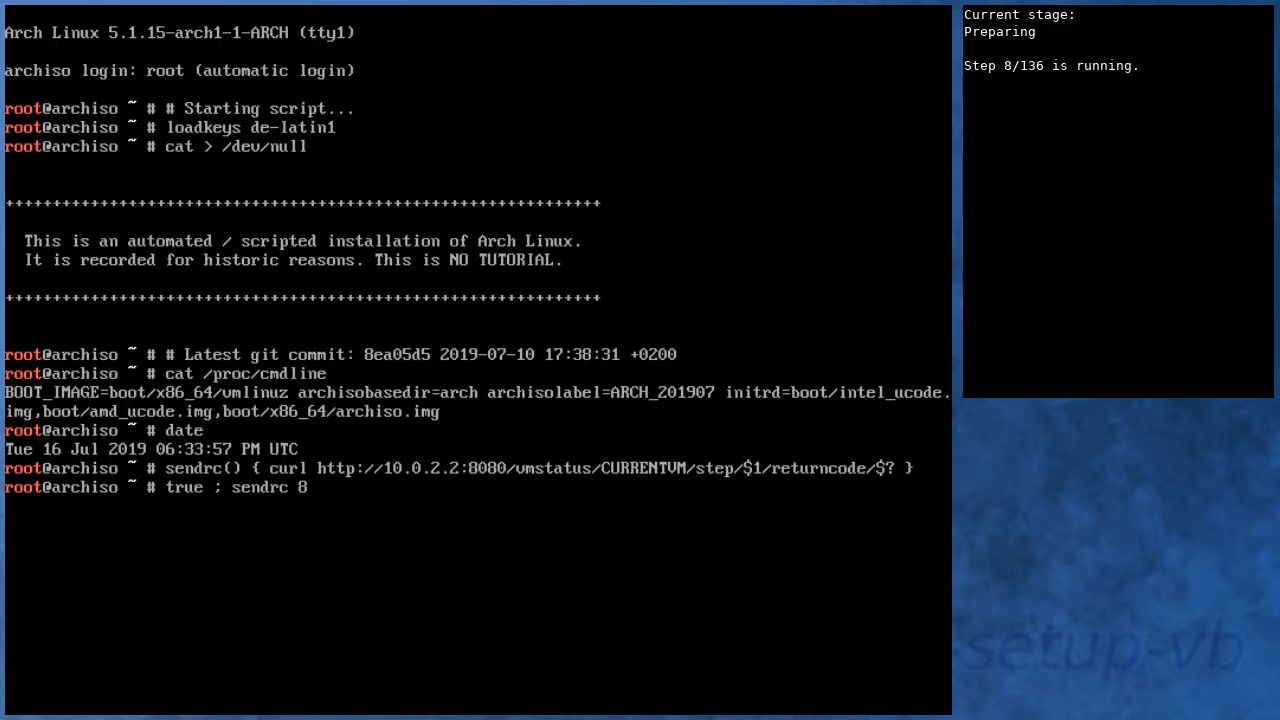 Arch Linux 5.1.15-arch1-1-ARCH (tty1)
archiso login: root (automatic login)
root@archiso ~ # # Starting script...
root@archiso ~ # loadkeys de-latin1
root@archiso ~ # cat > /dev/null
+++++++++++++++++++++++++++++++++++++++++++++++++++++++++++++++
This is an automated / scripted installation of Arch Linux.
It is recorded for historic reasons. This is NO TUTORIAL.
+++++++++++++++++++++++++++++++++++++++++++++++++++++++++++++++
root@archiso ~ # # Latest git commit: 8ea05d5 2019-07-10 17:38:31 +0200
root@archiso ~ # cat /proc/cmdline
BOOT_IMAGE=boot/x86_64/vmlinuz archisobasedir=arch archisolabel=ARCH_201907 initrd=boot/intel_ucode.
img,boot/amd_ucode.img,boot/x86_64/archiso.img
root@archiso ~ # date
Tue 16 Jul 2019 06:33:57 PM UTC
root@archiso ~ # sendrc() { curl http://10.0.2.2:8080/vmstatus/CURRENTVM/step/$1/returncode/$? }
root@archiso ~ # true ; sendrc 8
Current stage:
Preparing
Step 8/136 is running.
-setup-vb